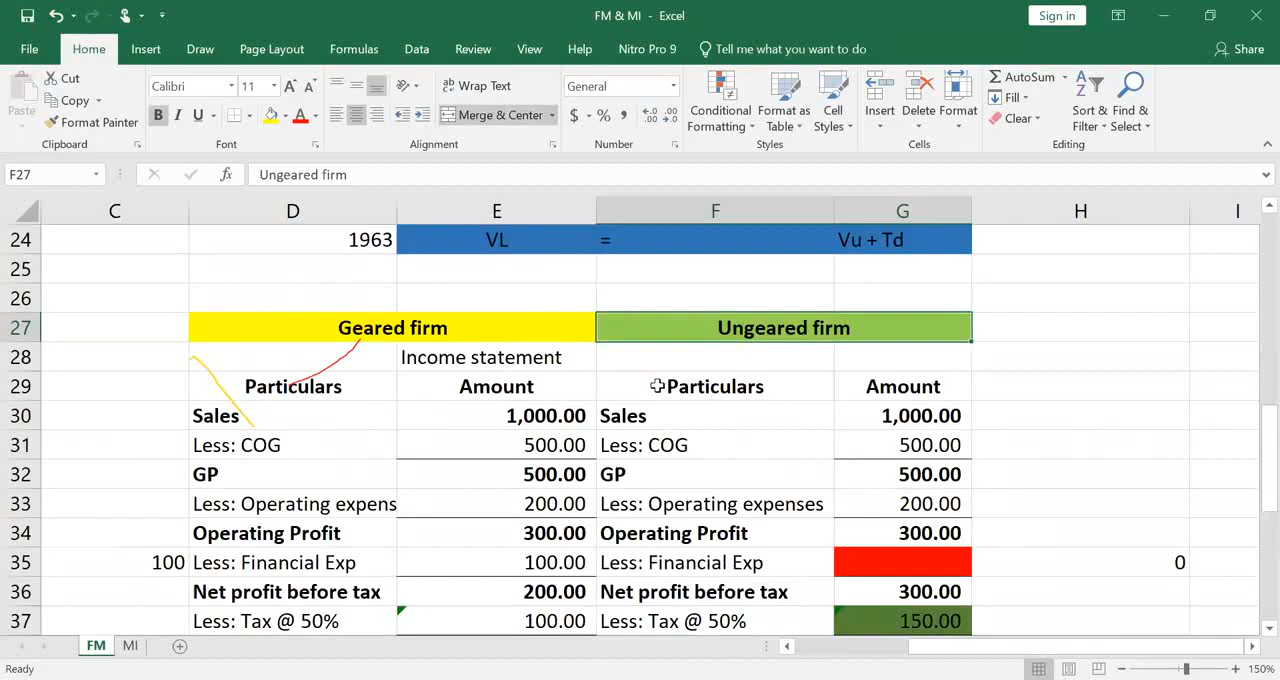 FM & MI - Excel
Sign in
File Home Insert Draw Page Layout Formulas Data Review View Help Nitro Pro 9 Tell me what you want to do Share
Paste
Cut
Copy
Format Painter
Clipboard
Calibri 11 A A
B I U A
Font
ab Wrap Text
Merge & Center
Alignment
General
$ % , .0 .00 .00 .0
Number
Conditional Formatting
Format as Table
Cell Styles
Styles
Insert Delete Format
Cells
AutoSum
Fill
Clear
Sort & Filter
Find & Select
Editing
F27 fx Ungeared firm
C D E F G H I
24 1963 VL = Vu + Td
25
26
27 Geared firm Ungeared firm
28 Income statement
29 Particulars Amount Particulars Amount
30 Sales 1,000.00 Sales 1,000.00
31 Less: COG 500.00 Less: COG 500.00
32 GP 500.00 GP 500.00
33 Less: Operating expens 200.00 Less: Operating expenses 200.00
34 Operating Profit 300.00 Operating Profit 300.00
35 100 Less: Financial Exp 100.00 Less: Financial Exp 0
36 Net profit before tax 200.00 Net profit before tax 300.00
37 Less: Tax @ 50% 100.00 Less: Tax @ 50% 150.00
FM MI
Ready 150%